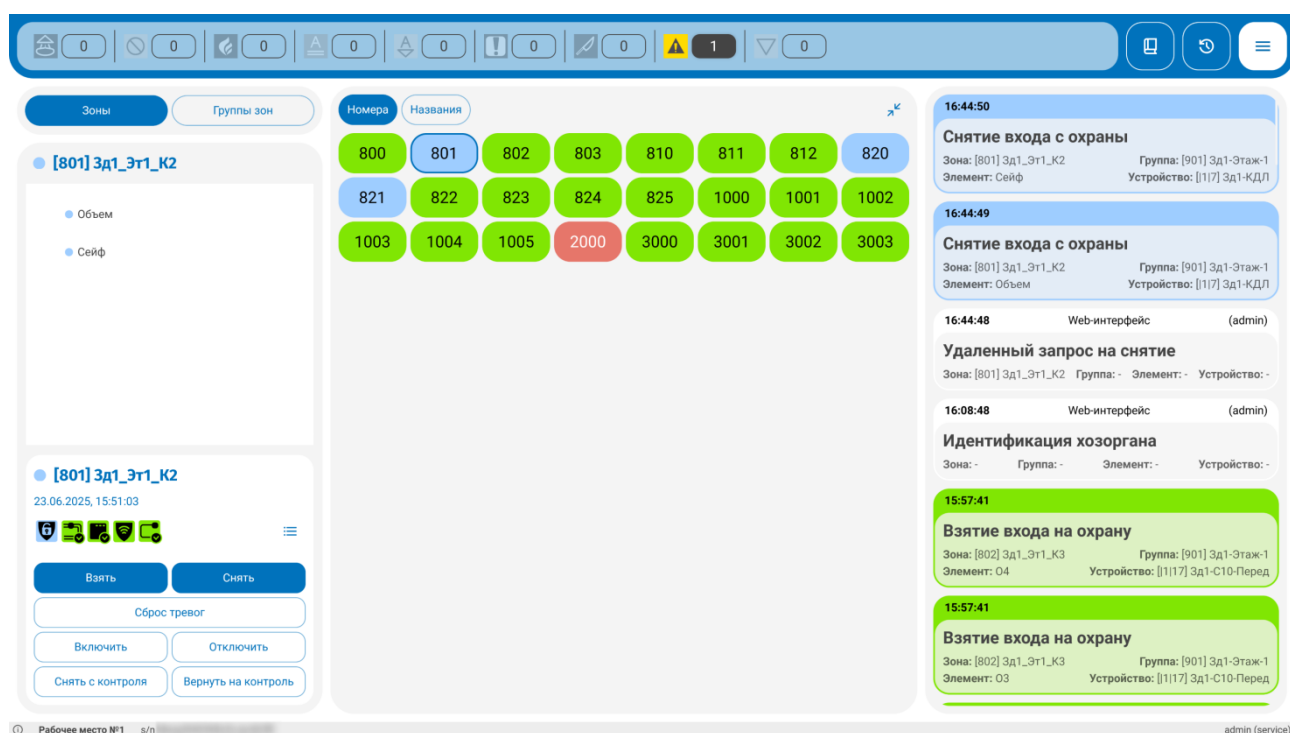 0 0 0 0 0 0 0 1 0
Зоны Группы зон
[801] Зд1_Эт1_К2
Объем
Сейф
[801] Зд1_Эт1_К2
23.06.2025, 15:51:03
Взять Снять
Сброс тревог
Включить Отключить
Снять с контроля Вернуть на контроль
Номера Названия
800 801 802 803 810 811 812 820
821 822 823 824 825 1000 1001 1002
1003 1004 1005 2000 3000 3001 3002 3003
16:44:50
Снятие входа с охраны
Зона: [801] Зд1_Эт1_К2 Группа: [901] Зд1-Этаж-1
Элемент: Сейф Устройство: [|1|7] Зд1-КДЛ
16:44:49
Снятие входа с охраны
Зона: [801] Зд1_Эт1_К2 Группа: [901] Зд1-Этаж-1
Элемент: Объем Устройство: [|1|7] Зд1-КДЛ
16:44:48 Web-интерфейс (admin)
Удаленный запрос на снятие
Зона: [801] Зд1_Эт1_К2 Группа: - Элемент: - Устройство: -
16:08:48 Web-интерфейс (admin)
Идентификация хозоргана
Зона: - Группа: - Элемент: - Устройство: -
15:57:41
Взятие входа на охрану
Зона: [802] Зд1_Эт1_К3 Группа: [901] Зд1-Этаж-1
Элемент: О4 Устройство: [|1|17] Зд1-С10-Перед
15:57:41
Взятие входа на охрану
Зона: [802] Зд1_Эт1_К3 Группа: [901] Зд1-Этаж-1
Элемент: О3 Устройство: [|1|17] Зд1-С10-Перед
Рабочее место №1 s/n admin (service)